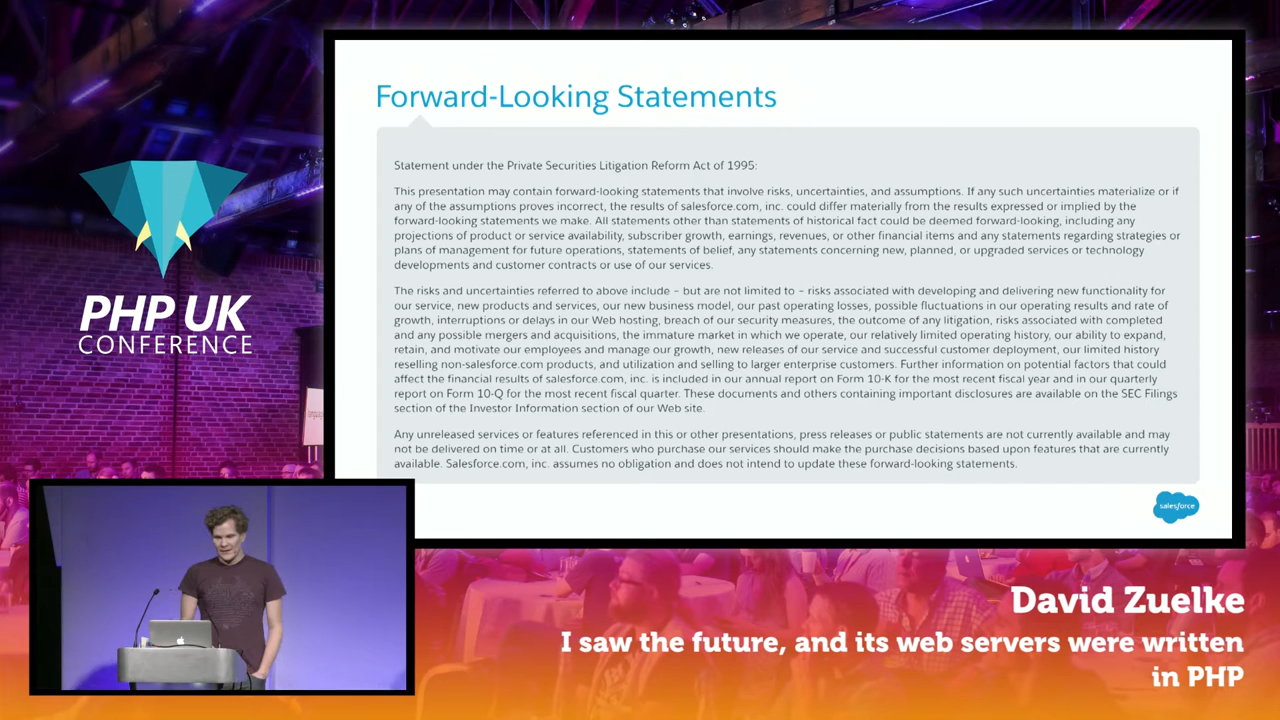 Forward-Looking Statements
Statement under the Private Securities Litigation Reform Act of 1995:
This presentation may contain forward-looking statements that involve risks, uncertainties, and assumptions. If any such uncertainties materialize or if
any of the assumptions proves incorrect, the results of salesforce.com, inc. could differ materially from the results expressed or implied by the
forward-looking statements we make. All statements other than statements of historical fact could be deemed forward-looking, including any
projections of product or service availability, subscriber growth, earnings, revenues, or other financial items and any statements regarding strategies or
plans of management for future operations, statements of belief, any statements concerning new, planned, or upgraded services or technology
developments and customer contracts or use of our services.
The risks and uncertainties referred to above include – but are not limited to – risks associated with developing and delivering new functionality for
our service, new products and services, our new business model, our past operating losses, possible fluctuations in our operating results and rate of
growth, interruptions or delays in our Web hosting, breach of our security measures, the outcome of any litigation, risks associated with completed
and any possible mergers and acquisitions, the immature market in which we operate, our relatively limited operating history, our ability to expand,
retain, and motivate our employees and manage our growth, new releases of our service and successful customer deployment, our limited history
reselling non-salesforce.com products, and utilization and selling to larger enterprise customers. Further information on potential factors that could
affect the financial results of salesforce.com, inc. is included in our annual report on Form 10-K for the most recent fiscal year and in our quarterly
report on Form 10-Q for the most recent fiscal quarter. These documents and others containing important disclosures are available on the SEC Filings
section of the Investor Information section of our Web site.
Any unreleased services or features referenced in this or other presentations, press releases or public statements are not currently available and may
not be delivered on time or at all. Customers who purchase our services should make the purchase decisions based upon features that are currently
available. Salesforce.com, inc. assumes no obligation and does not intend to update these forward-looking statements.
salesforce
PHP UK
CONFERENCE
David Zuelke
I saw the future, and its web servers were written
in PHP